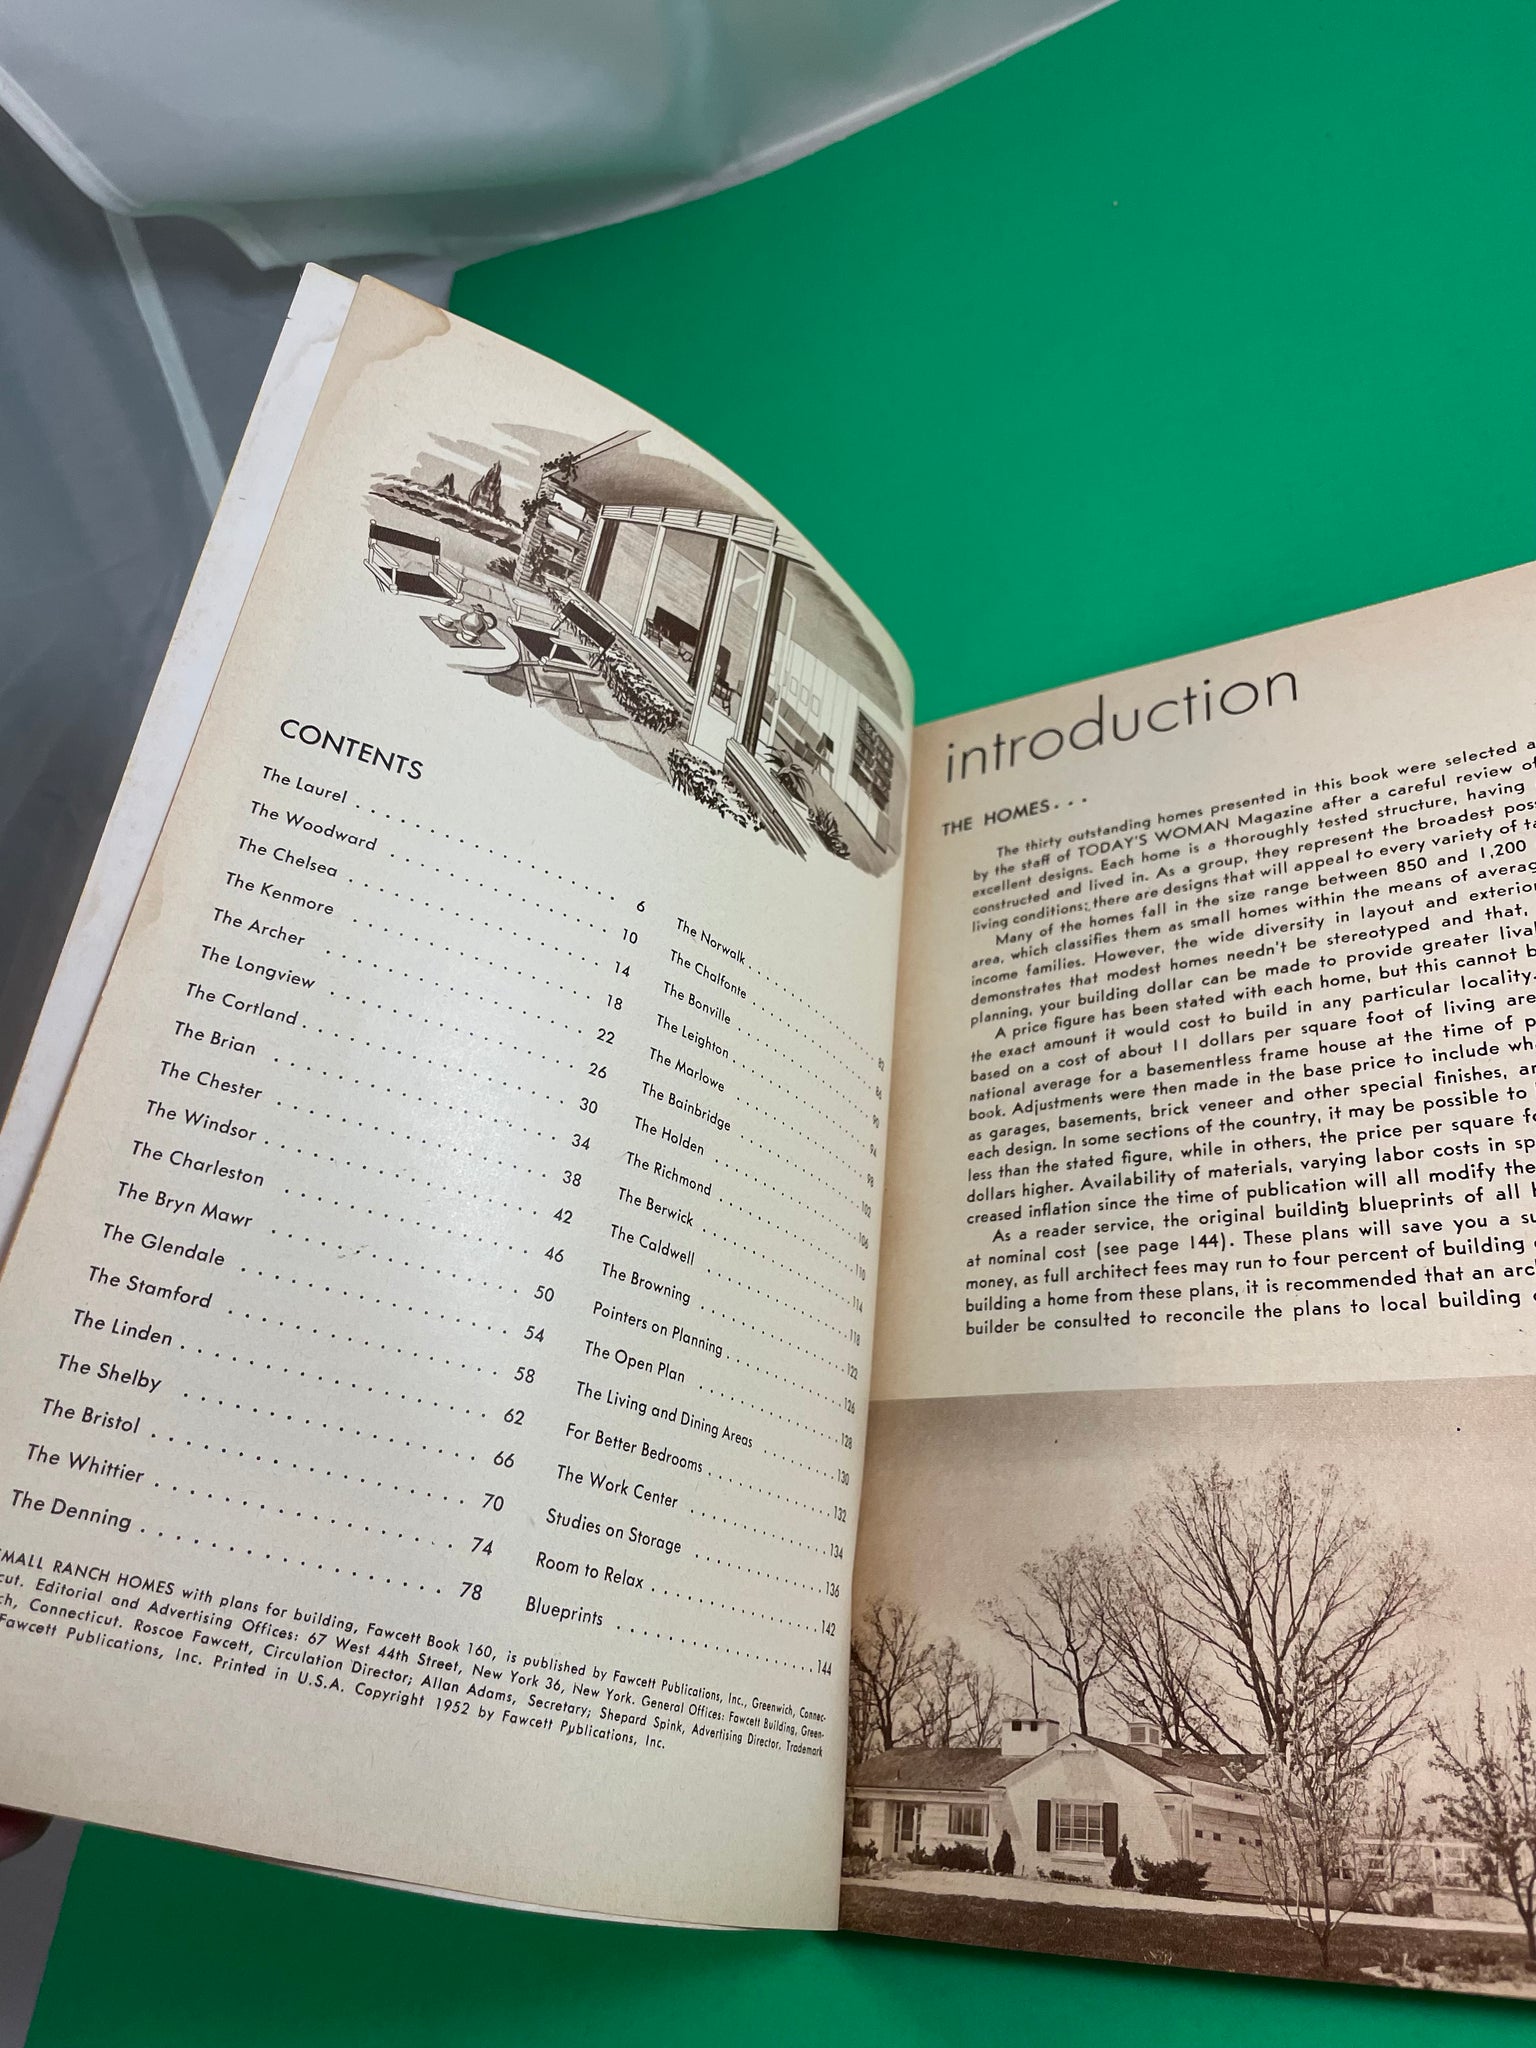 CONTENTS
The Laurel . . . . . . . . . . . . . . . . . . . . 6
The Woodward . . . . . . . . . . . . . . . . . 10
The Chelsea . . . . . . . . . . . . . . . . . . . 14
The Kenmore . . . . . . . . . . . . . . . . . . 18
The Archer . . . . . . . . . . . . . . . . . . . . 22
The Longview . . . . . . . . . . . . . . . . . . 26
The Cortland . . . . . . . . . . . . . . . . . . . 30
The Brian . . . . . . . . . . . . . . . . . . . . . 34
The Chester . . . . . . . . . . . . . . . . . . . 38
The Windsor . . . . . . . . . . . . . . . . . . . 42
The Charleston . . . . . . . . . . . . . . . . . 46
The Bryn Mawr . . . . . . . . . . . . . . . . . 50
The Glendale . . . . . . . . . . . . . . . . . . 54
The Stamford . . . . . . . . . . . . . . . . . . 58
The Linden . . . . . . . . . . . . . . . . . . . . 62
The Shelby . . . . . . . . . . . . . . . . . . . . 66
The Bristol . . . . . . . . . . . . . . . . . . . . 70
The Whittier . . . . . . . . . . . . . . . . . . . 74
The Denning . . . . . . . . . . . . . . . . . . . 78
The Norwalk . . . . . . . . . . . . . . . 82
The Chalfonte . . . . . . . . . . . . . . 86
The Bonville . . . . . . . . . . . . . . . 90
The Leighton . . . . . . . . . . . . . . . 94
The Marlowe . . . . . . . . . . . . . . . 98
The Bainbridge . . . . . . . . . . . . . 102
The Holden . . . . . . . . . . . . . . . . 106
The Richmond . . . . . . . . . . . . . . 110
The Berwick . . . . . . . . . . . . . . . 114
The Caldwell . . . . . . . . . . . . . . . 118
The Browning . . . . . . . . . . . . . . 122
Pointers on Planning . . . . . . . . . . 126
The Open Plan . . . . . . . . . . . . . . 128
The Living and Dining Areas . . . . . . 130
For Better Bedrooms . . . . . . . . . . 132
The Work Center . . . . . . . . . . . . . 134
Studies on Storage . . . . . . . . . . . 136
Room to Relax . . . . . . . . . . . . . . 142
Blueprints . . . . . . . . . . . . . . . . . 144
SMALL RANCH HOMES with plans for building, Fawcett Book 160, is published by Fawcett Publications, Inc., Greenwich, Connec-
cut. Editorial and Advertising Offices: 67 West 44th Street, New York 36, New York. General Offices: Fawcett Building, Green-
ch, Connecticut. Roscoe Fawcett, Circulation Director; Allan Adams, Secretary; Shepard Spink, Advertising Director, Trademark
Fawcett Publications, Inc. Printed in U.S.A. Copyright 1952 by Fawcett Publications, Inc.
introduction
THE HOMES...
The thirty outstanding homes presented in this book were selected
by the staff of TODAY'S WOMAN Magazine after a careful review of
excellent designs. Each home is a thoroughly tested structure, having
constructed and lived in. As a group, they represent the broadest
living conditions; there are designs that will appeal to every variety of
Many of the homes fall in the size range between 850 and 1,200
area, which classifies them as small homes within the means of
income families. However, the wide diversity in layout and
demonstrates that modest homes needn't be stereotyped and that,
planning, your building dollar can be made to provide greater
A price figure has been stated with each home, but this cannot
the exact amount it would cost to build in any particular locality.
based on a cost of about 11 dollars per square foot of living
national average for a basementless frame house at the time of
book. Adjustments were then made in the base price to include
as garages, basements, brick veneer and other special finishes,
each design. In some sections of the country, it may be possible to
less than the stated figure, while in others, the price per square
dollars higher. Availability of materials, varying labor costs in
creased inflation since the time of publication will all modify the
As a reader service, the original building blueprints of all
at nominal cost (see page 144). These plans will save you a
money, as full architect fees may run to four percent of building
building a home from these plans, it is recommended that an
builder be consulted to reconcile the plans to local building